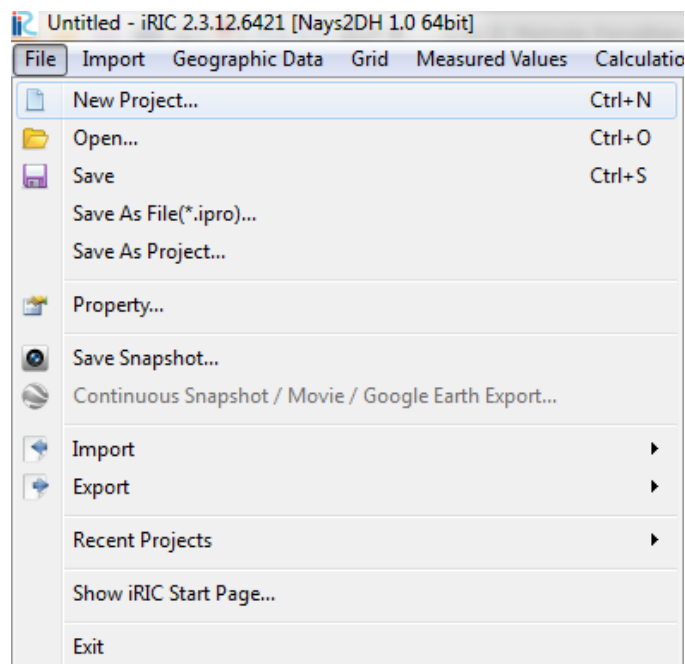 Untitled - iRIC 2.3.12.6421 [Nays2DH 1.0 64bit]
File Import Geographic Data Grid Measured Values Calculatio
New Project... Ctrl+N
Open... Ctrl+O
Save Ctrl+S
Save As File(*.ipro)...
Save As Project...
Property...
Save Snapshot...
Continuous Snapshot / Movie / Google Earth Export...
Import
Export
Recent Projects
Show iRIC Start Page...
Exit